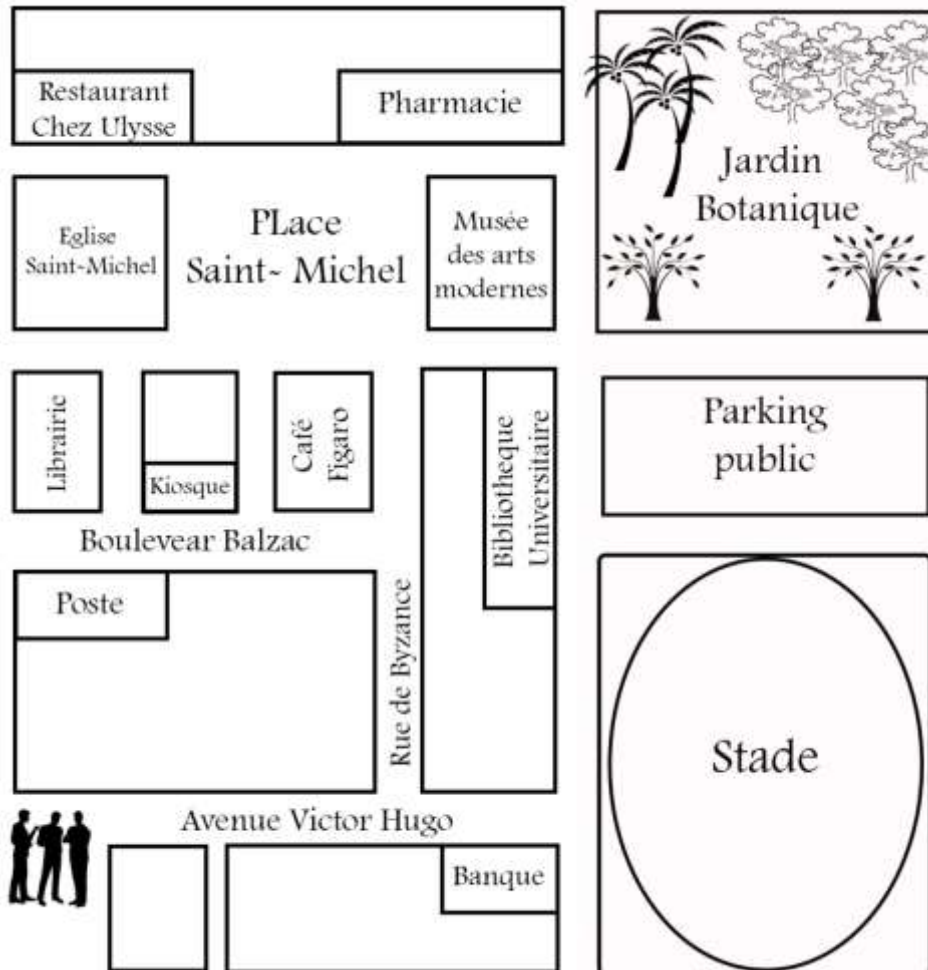 Restaurant
Chez Ulysse
Pharmacie
Jardin
Botanique
Eglise
Saint-Michel
PLace
Saint- Michel
Musée
des arts
modernes
Librairie
Kiosque
Café
Figaro
Bibliotheque
Universitaire
Parking
public
Boulevear Balzac
Poste
Rue de Byzance
Stade
Avenue Victor Hugo
Banque